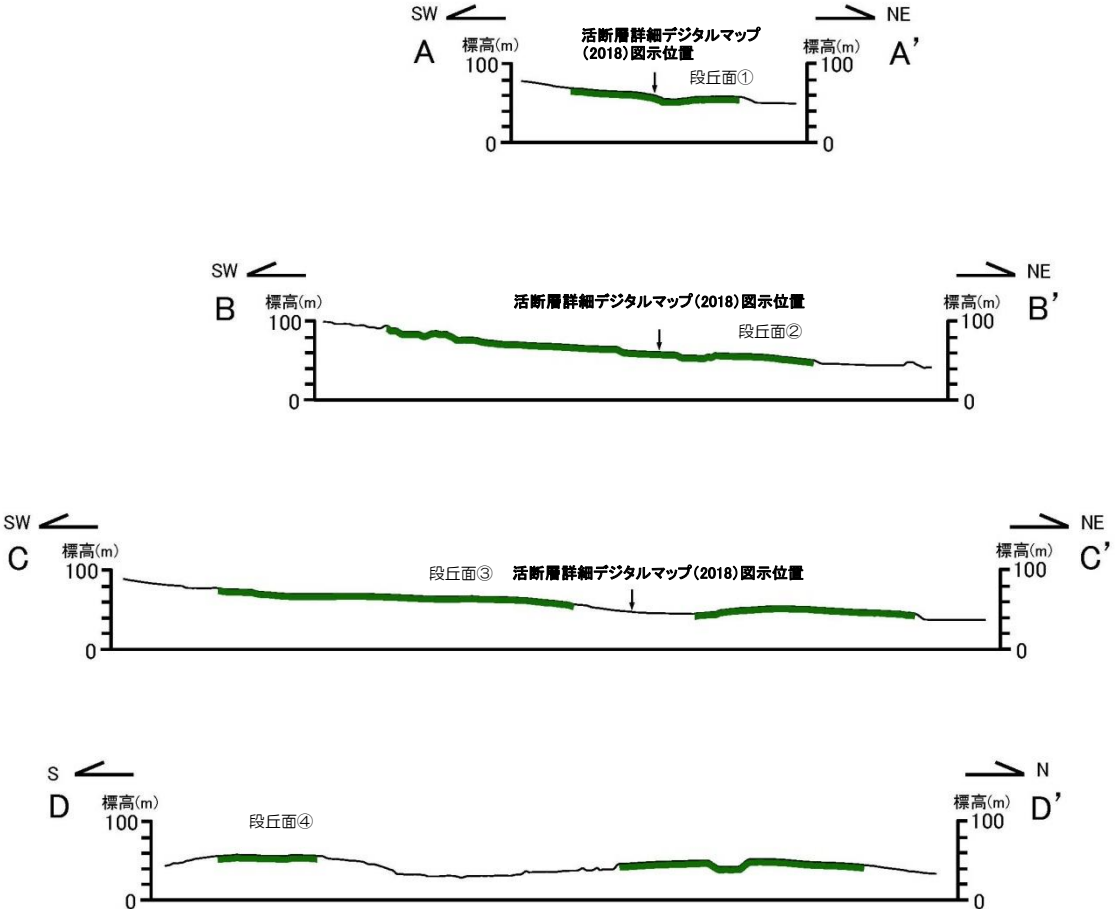 SW NE
A 標高(m) 活断層詳細デジタルマップ 標高(m) A’
(2018)図示位置
100 段丘面① 100
0 0
SW NE
B 標高(m) 活断層詳細デジタルマップ(2018)図示位置 標高(m) B’
100 段丘面② 100
0 0
SW NE
C 標高(m) 標高(m) C’
100 段丘面③ 活断層詳細デジタルマップ(2018)図示位置 100
0 0
S N
D 標高(m) 標高(m) D’
100 段丘面④ 100
0 0